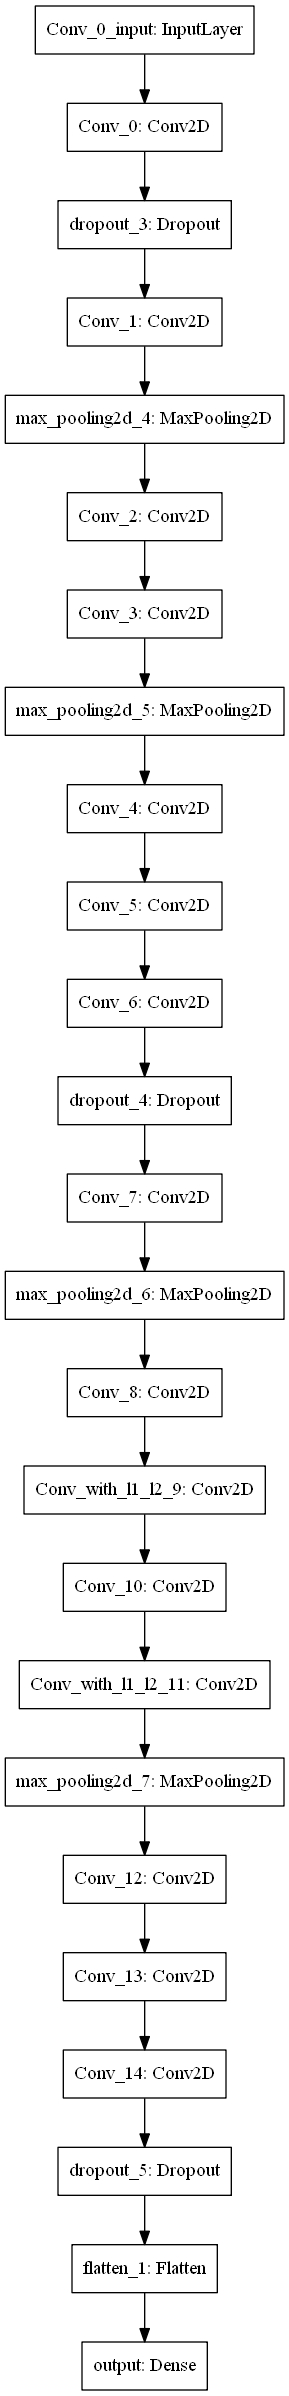 Conv_0_input: InputLayer
Conv_0: Conv2D
dropout_3: Dropout
Conv_1: Conv2D
max_pooling2d_4: MaxPooling2D
Conv_2: Conv2D
Conv_3: Conv2D
max_pooling2d_5: MaxPooling2D
Conv_4: Conv2D
Conv_5: Conv2D
Conv_6: Conv2D
dropout_4: Dropout
Conv_7: Conv2D
max_pooling2d_6: MaxPooling2D
Conv_8: Conv2D
Conv_with_l1_l2_9: Conv2D
Conv_10: Conv2D
Conv_with_l1_l2_11: Conv2D
max_pooling2d_7: MaxPooling2D
Conv_12: Conv2D
Conv_13: Conv2D
Conv_14: Conv2D
dropout_5: Dropout
flatten_1: Flatten
output: Dense